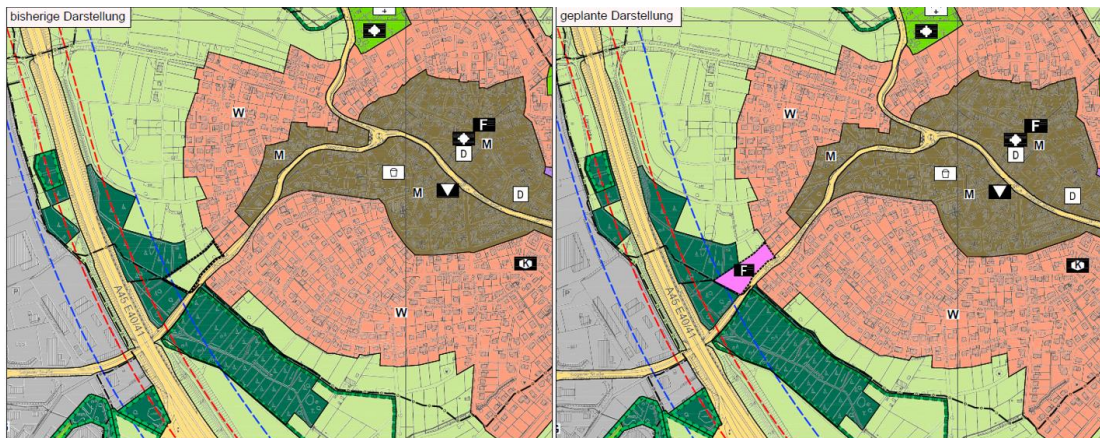 bisherige Darstellung
W
F
M
M
D
M
D
K
W
A45 E40/41
geplante Darstellung
W
F
M
M
D
M
D
F
K
W
A45 E40/41